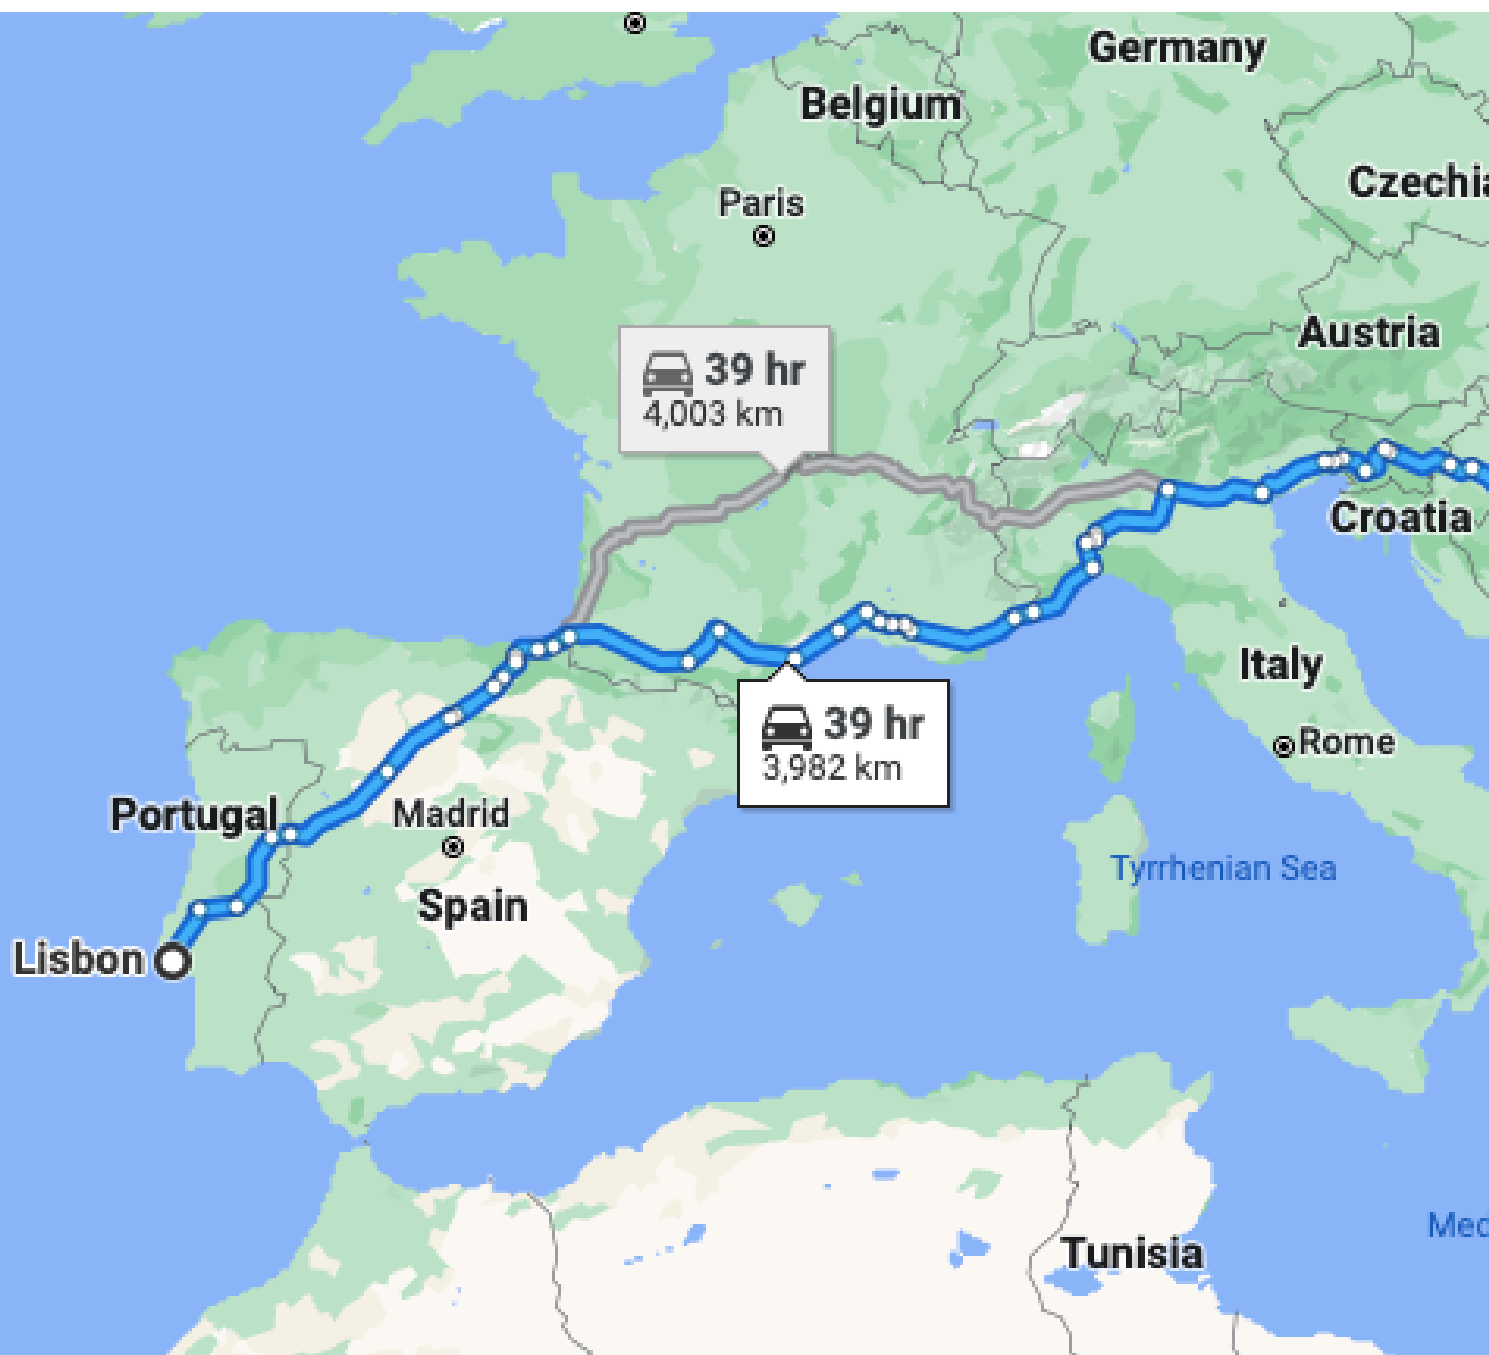 Germany
Belgium
Czechia
Paris
Austria
39 hr
4,003 km
Croatia
Italy
39 hr
3,982 km
Rome
Portugal
Madrid
Tyrrhenian Sea
Spain
Lisbon
Med
Tunisia